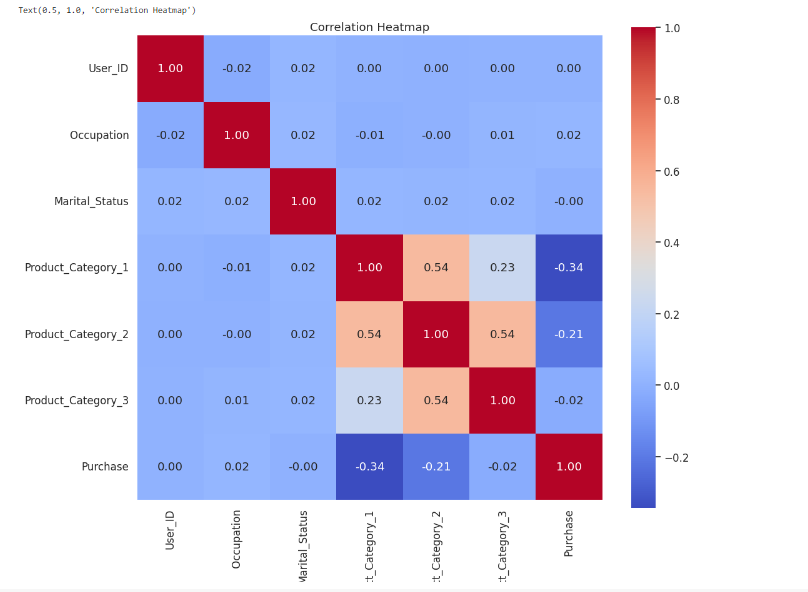 Text(0.5, 1.0, 'Correlation Heatmap')
Correlation Heatmap
User_ID 1.00 -0.02 0.02 0.00 0.00 0.00 0.00
Occupation -0.02 1.00 0.02 -0.01 -0.00 0.01 0.02
Marital_Status 0.02 0.02 1.00 0.02 0.02 0.02 -0.00
Product_Category_1 0.00 -0.01 0.02 1.00 0.54 0.23 -0.34
Product_Category_2 0.00 -0.00 0.02 0.54 1.00 0.54 -0.21
Product_Category_3 0.00 0.01 0.02 0.23 0.54 1.00 -0.02
Purchase 0.00 0.02 -0.00 -0.34 -0.21 -0.02 1.00
User_ID
Occupation
Marital_Status
ct_Category_1
ct_Category_2
ct_Category_3
Purchase
1.0
0.8
0.6
0.4
0.2
0.0
−0.2